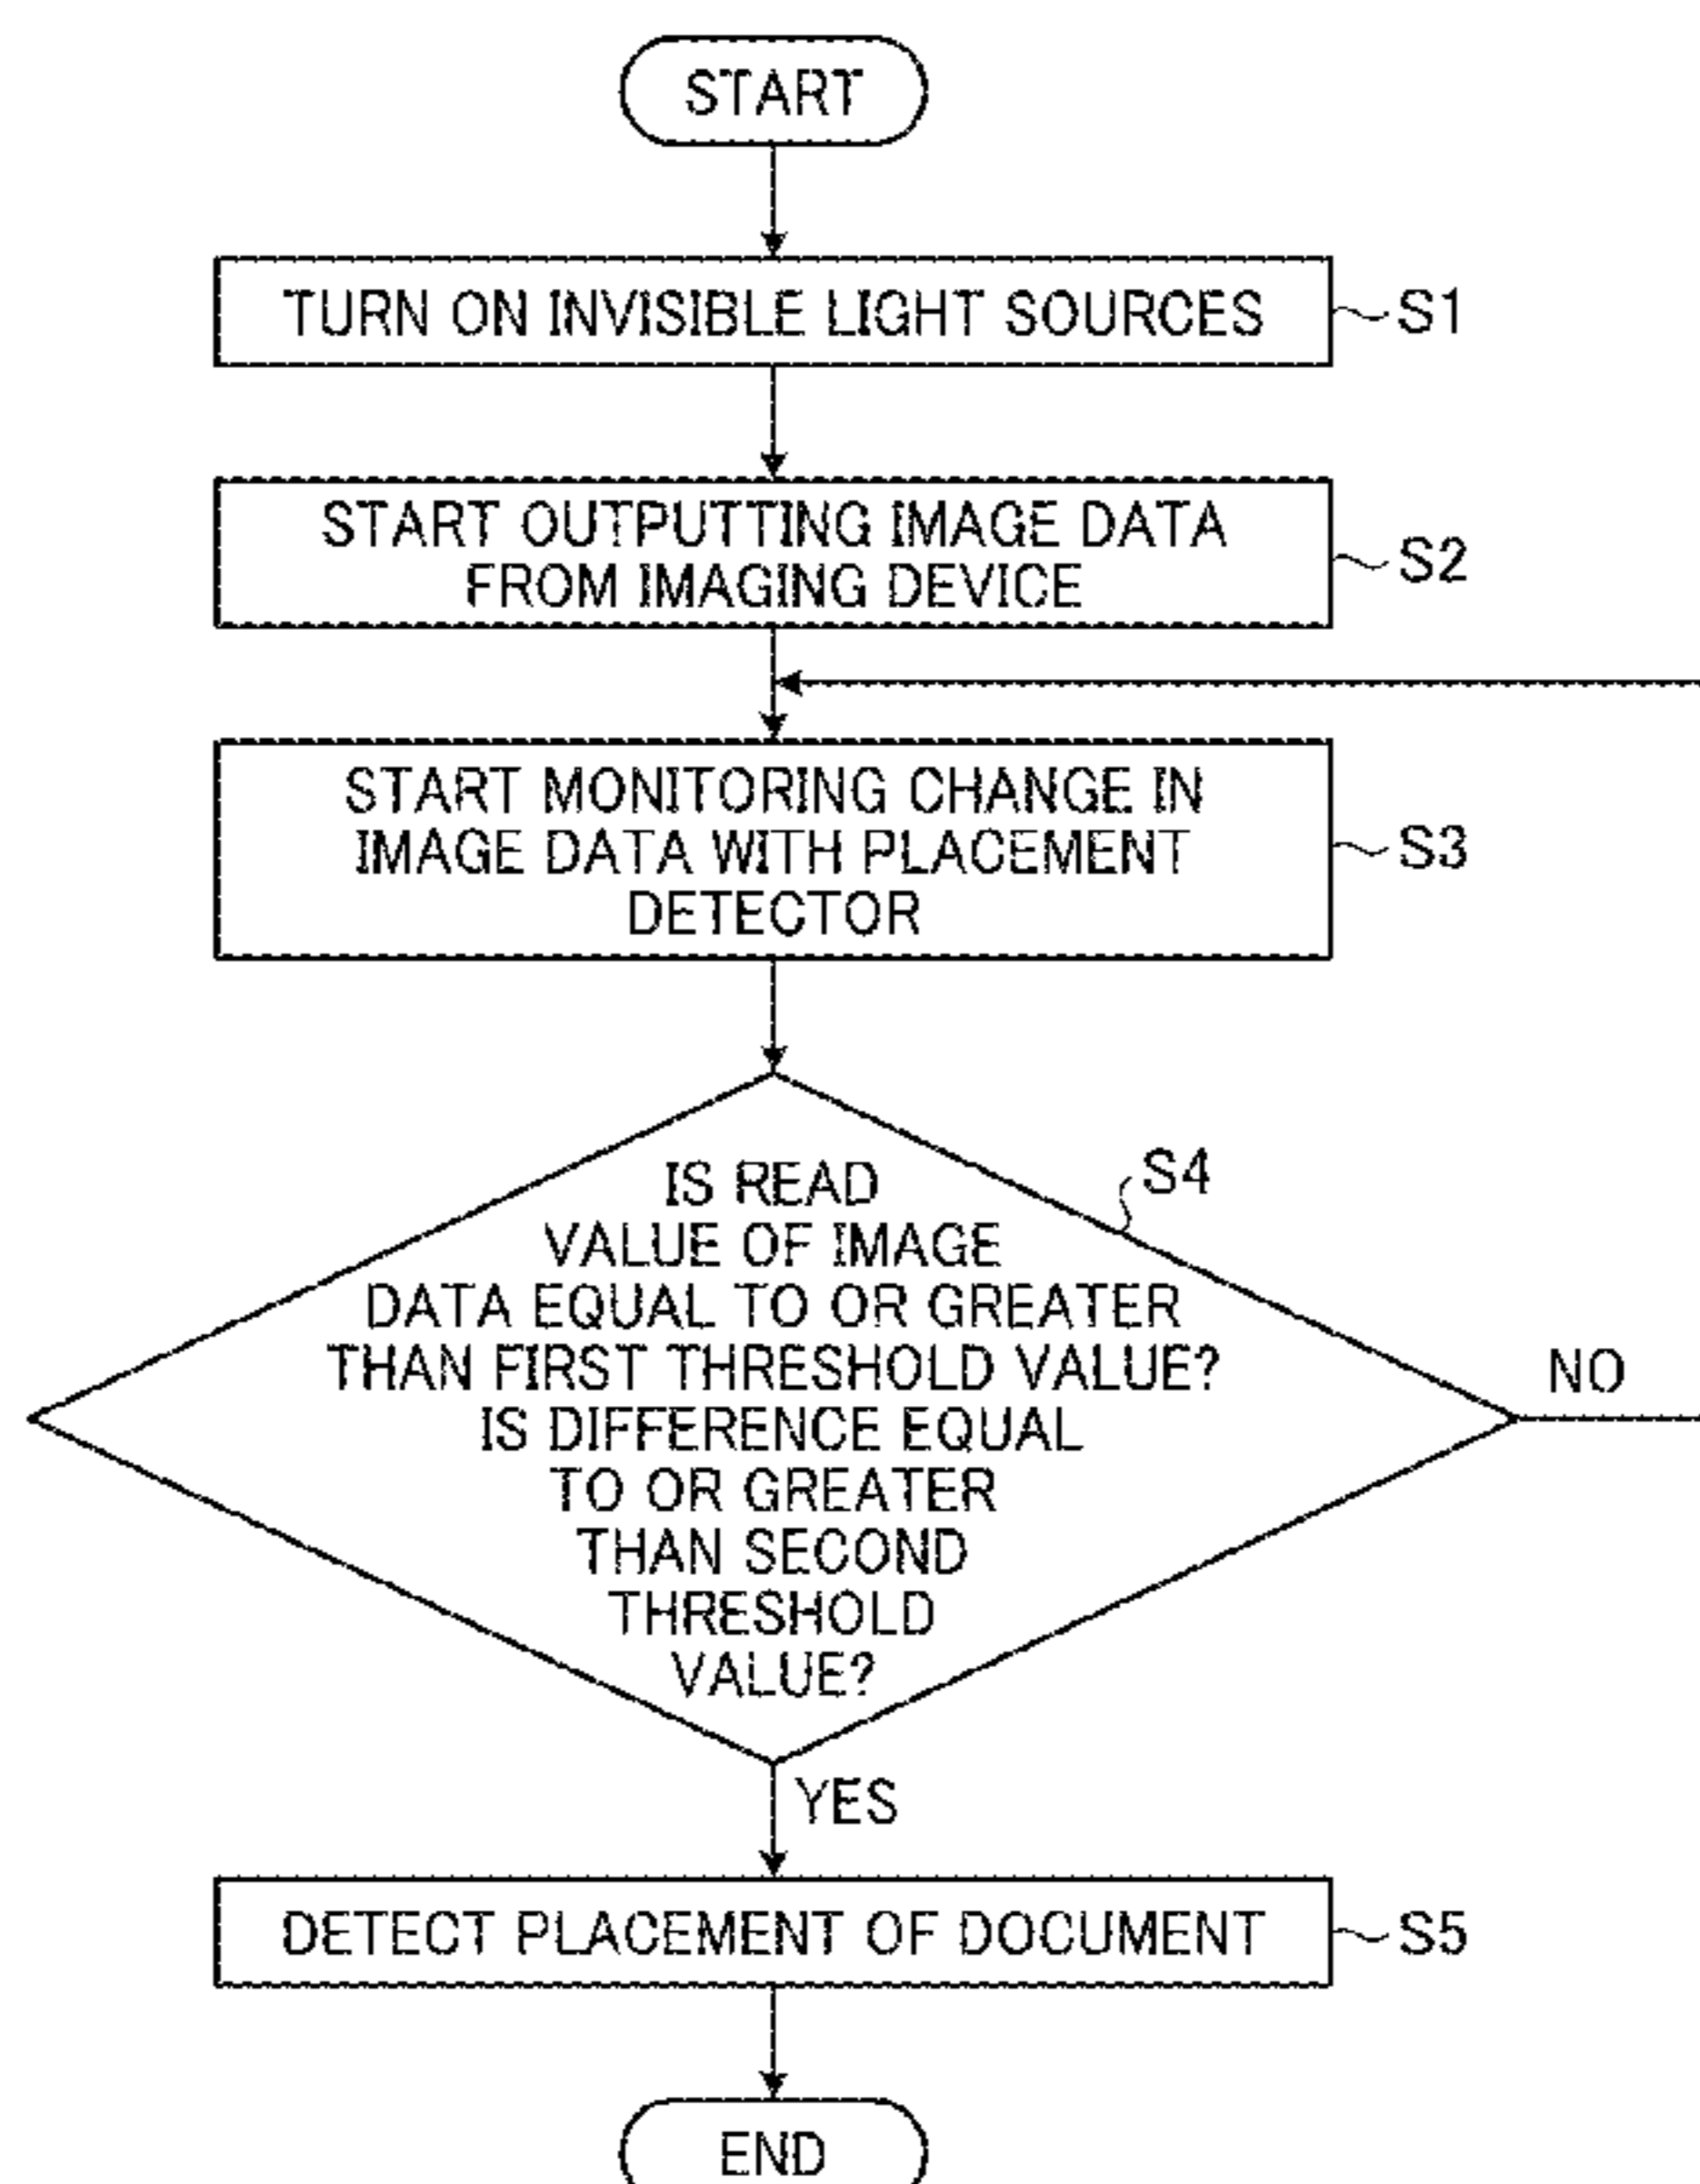 START
TURN ON INVISIBLE LIGHT SOURCES
S1
START OUTPUTTING IMAGE DATA
FROM IMAGING DEVICE
S2
START MONITORING CHANGE IN
IMAGE DATA WITH PLACEMENT
DETECTOR
S3
S4
IS READ
VALUE OF IMAGE
DATA EQUAL TO OR GREATER
THAN FIRST THRESHOLD VALUE?
IS DIFFERENCE EQUAL
TO OR GREATER
THAN SECOND
THRESHOLD
VALUE?
NO
YES
DETECT PLACEMENT OF DOCUMENT
S5
END